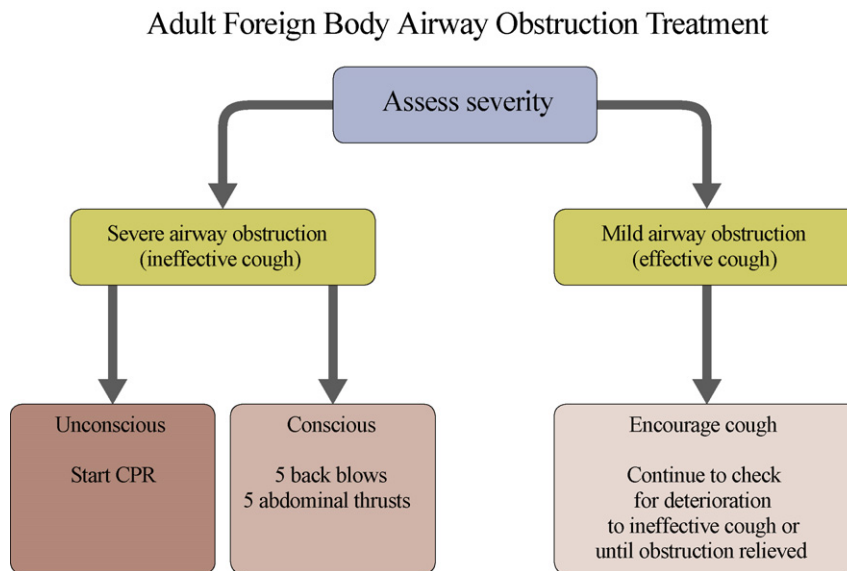 Adult Foreign Body Airway Obstruction Treatment
Assess severity
Severe airway obstruction
(ineffective cough)
Mild airway obstruction
(effective cough)
Unconscious
Start CPR
Conscious
5 back blows
5 abdominal thrusts
Encourage cough
Continue to check
for deterioration
to ineffective cough or
until obstruction relieved